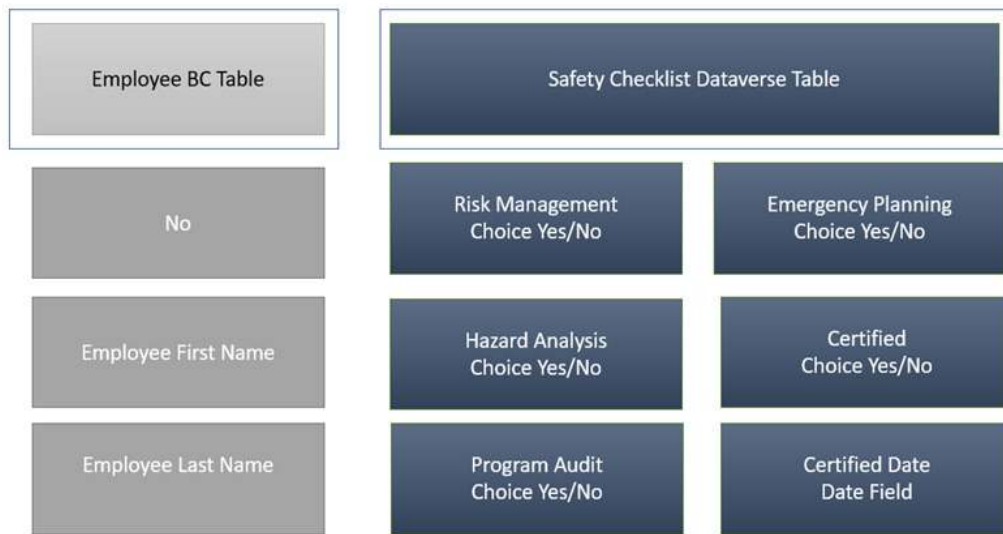 Employee BC Table
Safety Checklist Dataverse Table
No
Risk Management
Choice Yes/No
Emergency Planning
Choice Yes/No
Employee First Name
Hazard Analysis
Choice Yes/No
Certified
Choice Yes/No
Employee Last Name
Program Audit
Choice Yes/No
Certified Date
Date Field